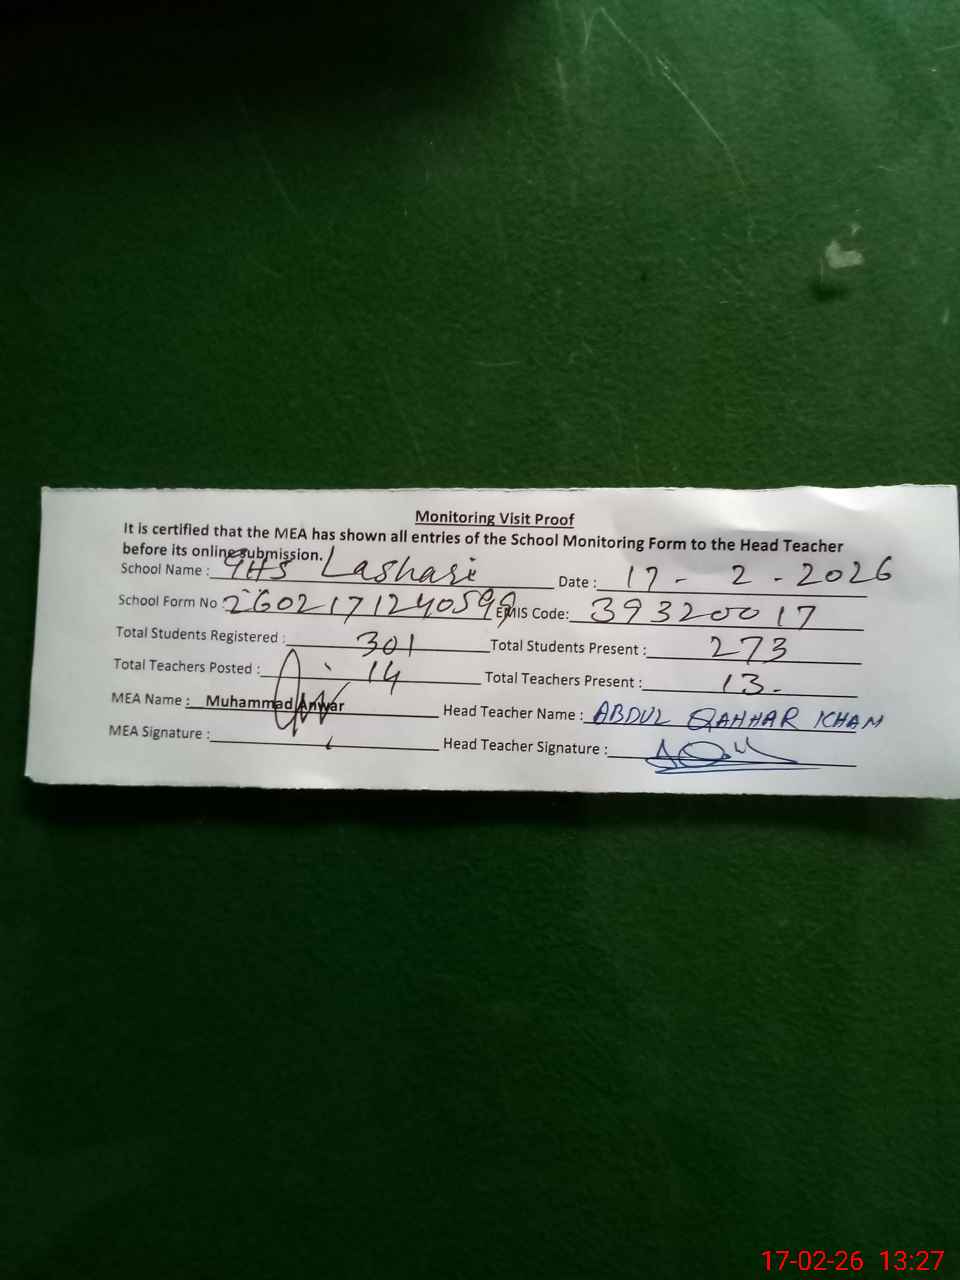 Monitoring Visit Proof
It is certified that the MEA has shown all entries of the School Monitoring Form to the Head Teacher
before its online submission.
School Name : GHS Lashari Date : 17 - 2 - 2026
School Form No : 260217124059 EMIS Code: 39320017
Total Students Registered : 301 Total Students Present : 273
Total Teachers Posted : 14 Total Teachers Present : 13
MEA Name : Muhammad Anwar Head Teacher Name : ABDUL QAHHAR KHAN
MEA Signature : Head Teacher Signature :
17-02-26 13:27